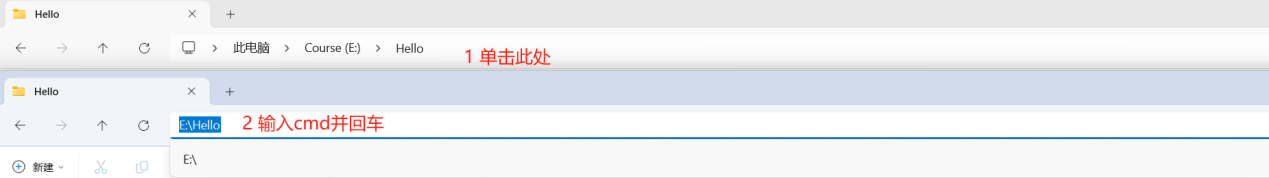 Hello
此电脑 Course (E:) Hello
1 单击此处
Hello
E:\Hello 2 输入cmd并回车
E:\
新建